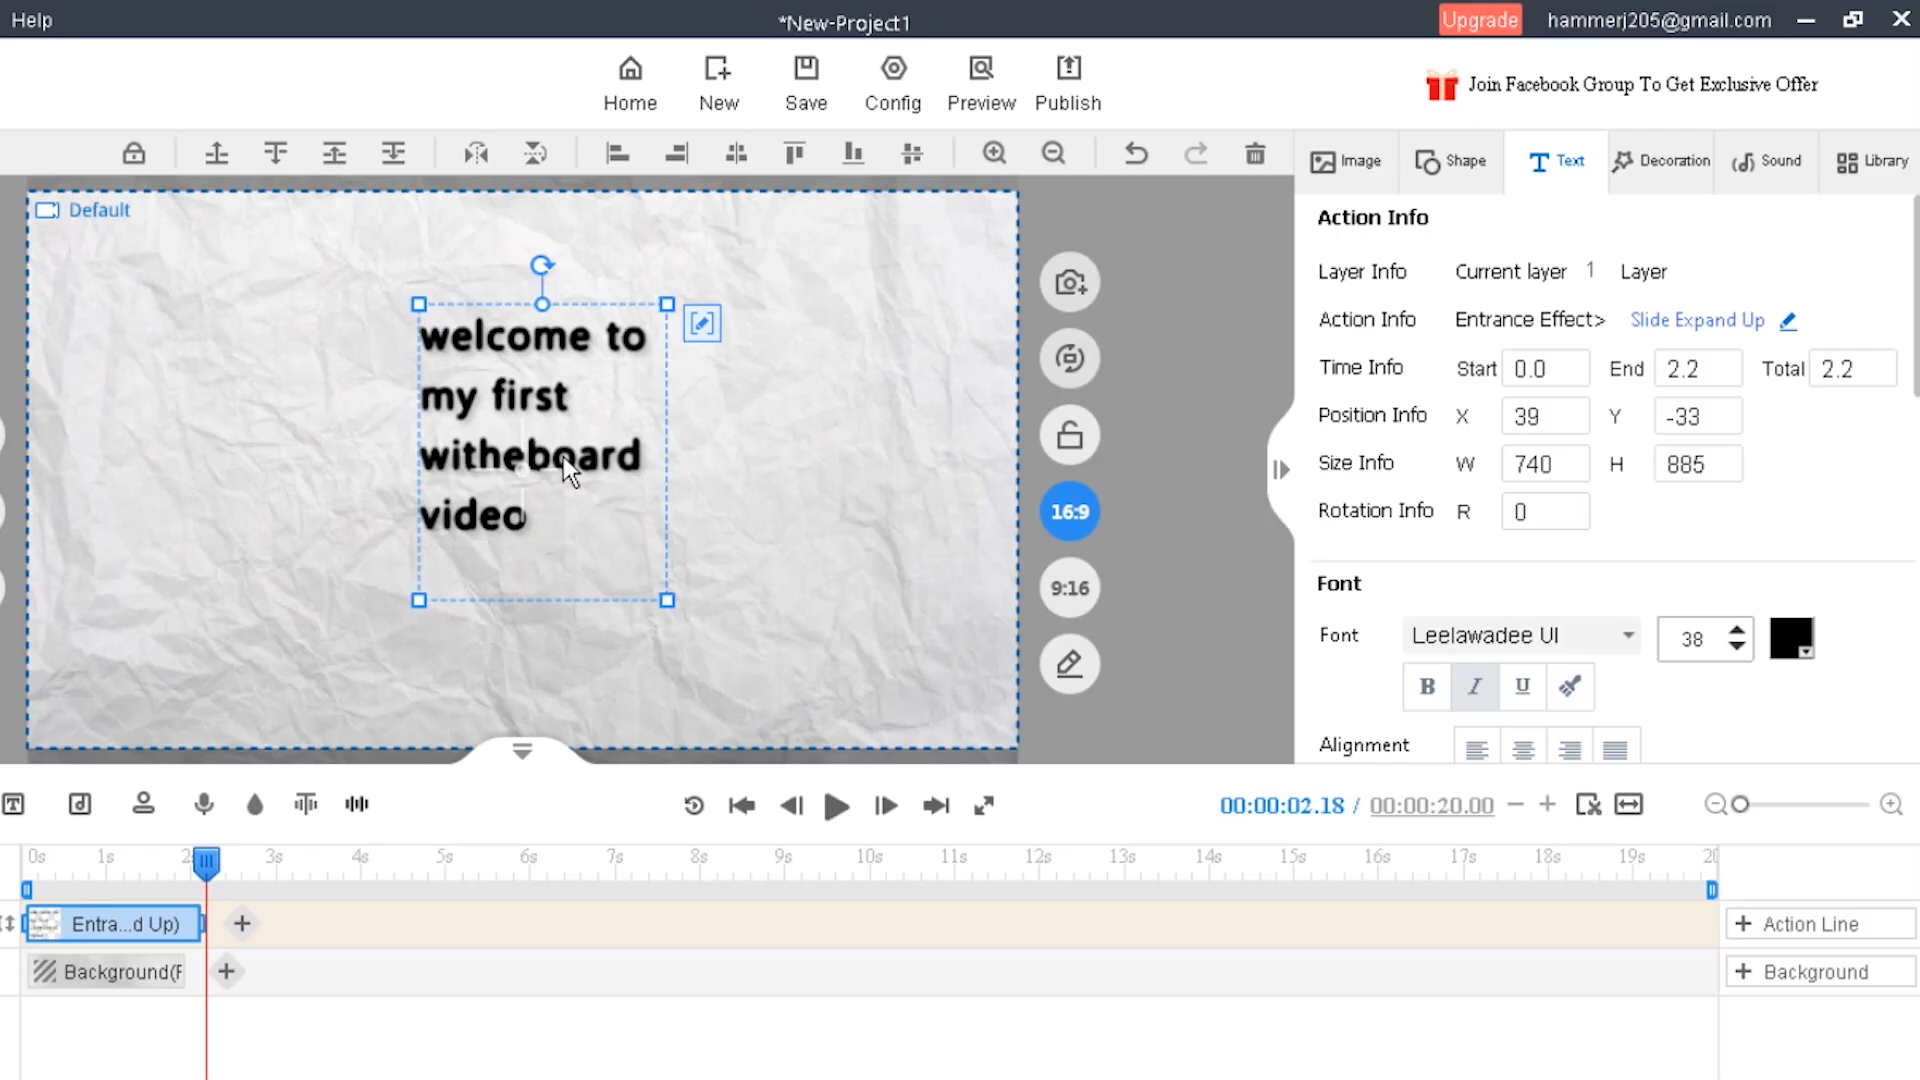 Help
*New-Project1
Upgrade hammerj205@gmail.com
Home New Save Config Preview Publish
Join Facebook Group To Get Exclusive Offer
Image Shape Text Decoration Sound Library
Default
welcome to
my first
witheboard
video
16:9
9:16
Action Info
Layer Info Current layer 1 Layer
Action Info Entrance Effect> Slide Expand Up
Time Info Start 0.0 End 2.2 Total 2.2
Position Info X 39 Y -33
Size Info W 740 H 885
Rotation Info R 0
Font
Font Leelawadee UI 38
B I U
Alignment
00:00:02.18 / 00:00:20.00
0s 1s 2s 3s 4s 5s 6s 7s 8s 9s 10s 11s 12s 13s 14s 15s 16s 17s 18s 19s 20
Entra...d Up) + Action Line
Background(F + Background